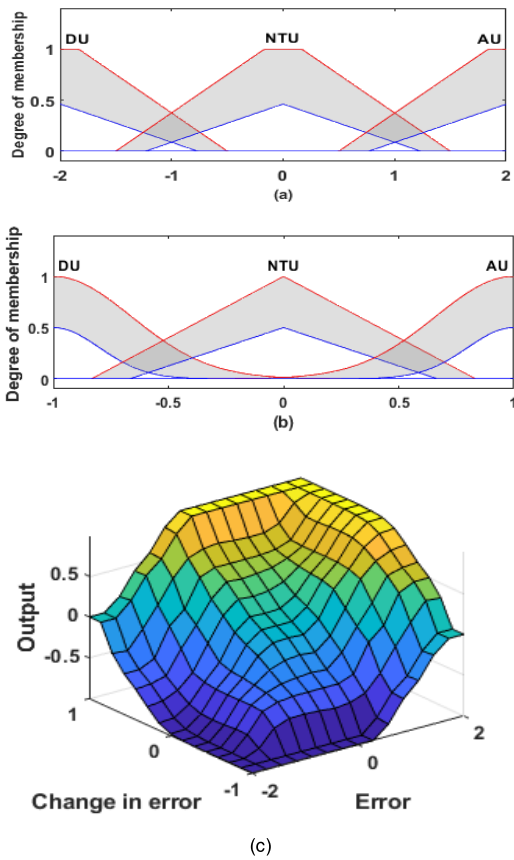 DU NTU AU
Degree of membership
1
0.5
0
-2 -1 0 1 2
(a)
DU NTU AU
Degree of membership
1
0.5
0
-1 -0.5 0 0.5 1
(b)
Output
0.5
0
-0.5
1
0
-1
-2
0
2
Change in error
Error
(c)